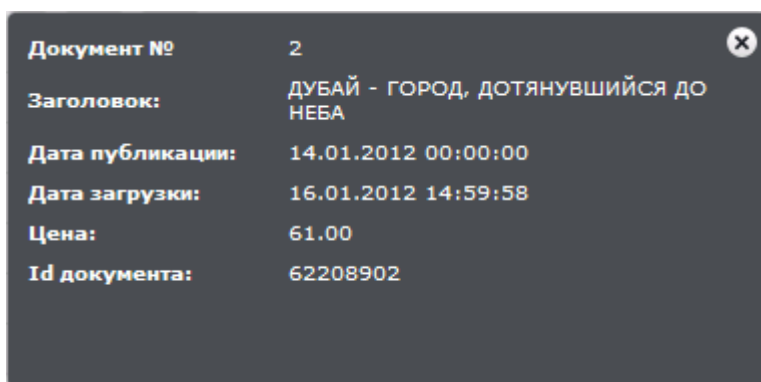 Документ № 2
Заголовок: ДУБАЙ - ГОРОД, ДОТЯНУВШИЙСЯ ДО
НЕБА
Дата публикации: 14.01.2012 00:00:00
Дата загрузки: 16.01.2012 14:59:58
Цена: 61.00
Id документа: 62208902